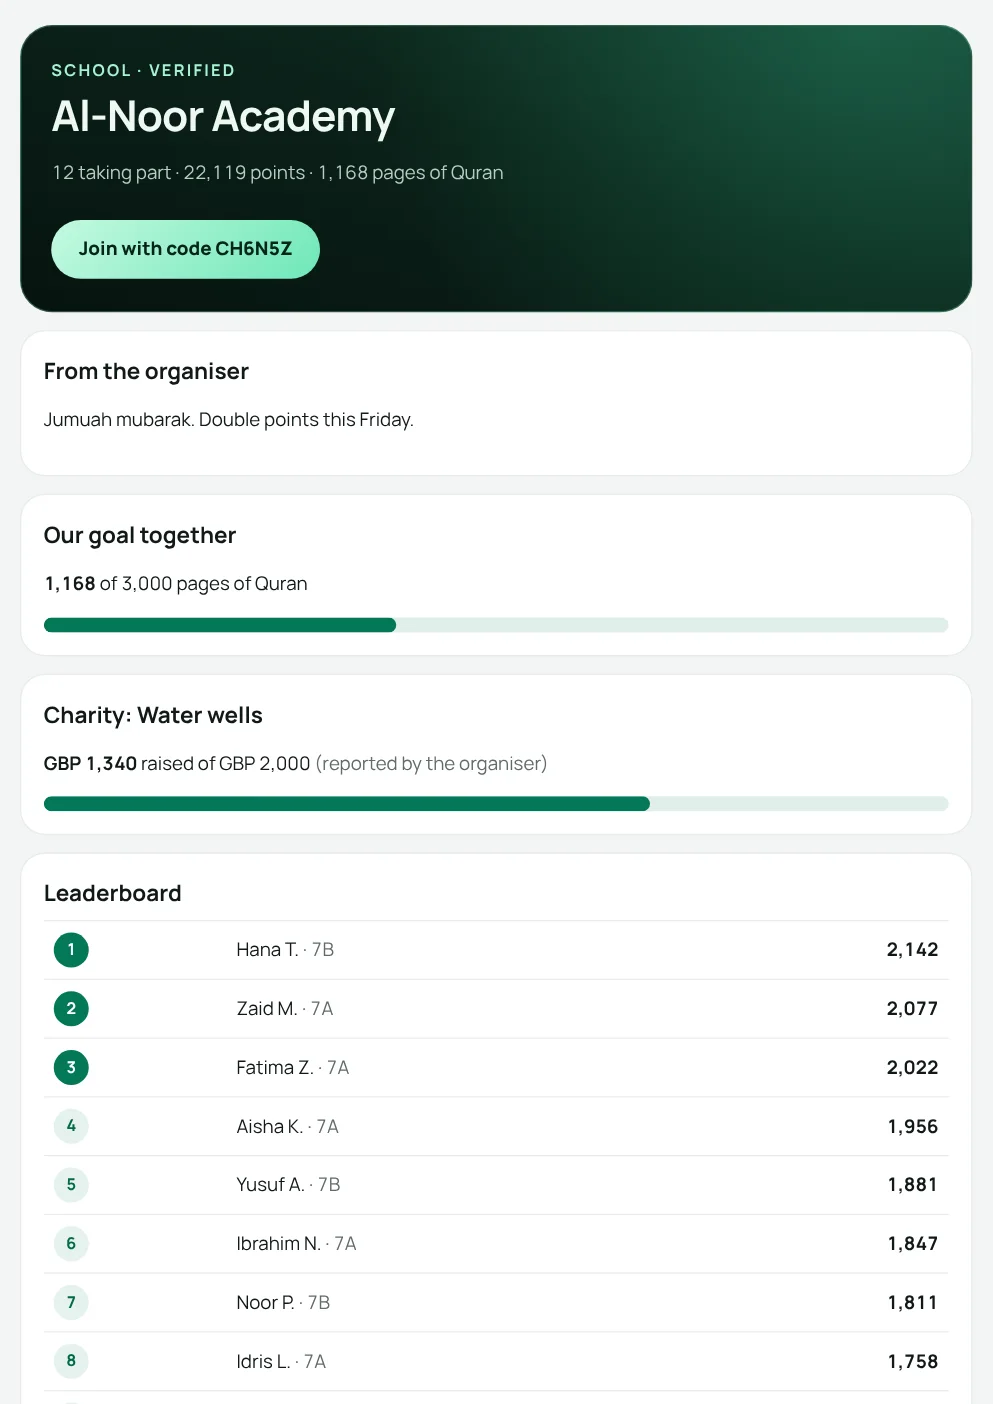 SCHOOL · VERIFIED
Al-Noor Academy
12 taking part · 22,119 points · 1,168 pages of Quran
Join with code CH6N5Z
From the organiser
Jumuah mubarak. Double points this Friday.
Our goal together
1,168 of 3,000 pages of Quran
Charity: Water wells
GBP 1,340 raised of GBP 2,000 (reported by the organiser)
Leaderboard
1 Hana T. · 7B 2,142
2 Zaid M. · 7A 2,077
3 Fatima Z. · 7A 2,022
4 Aisha K. · 7A 1,956
5 Yusuf A. · 7B 1,881
6 Ibrahim N. · 7A 1,847
7 Noor P. · 7B 1,811
8 Idris L. · 7A 1,758